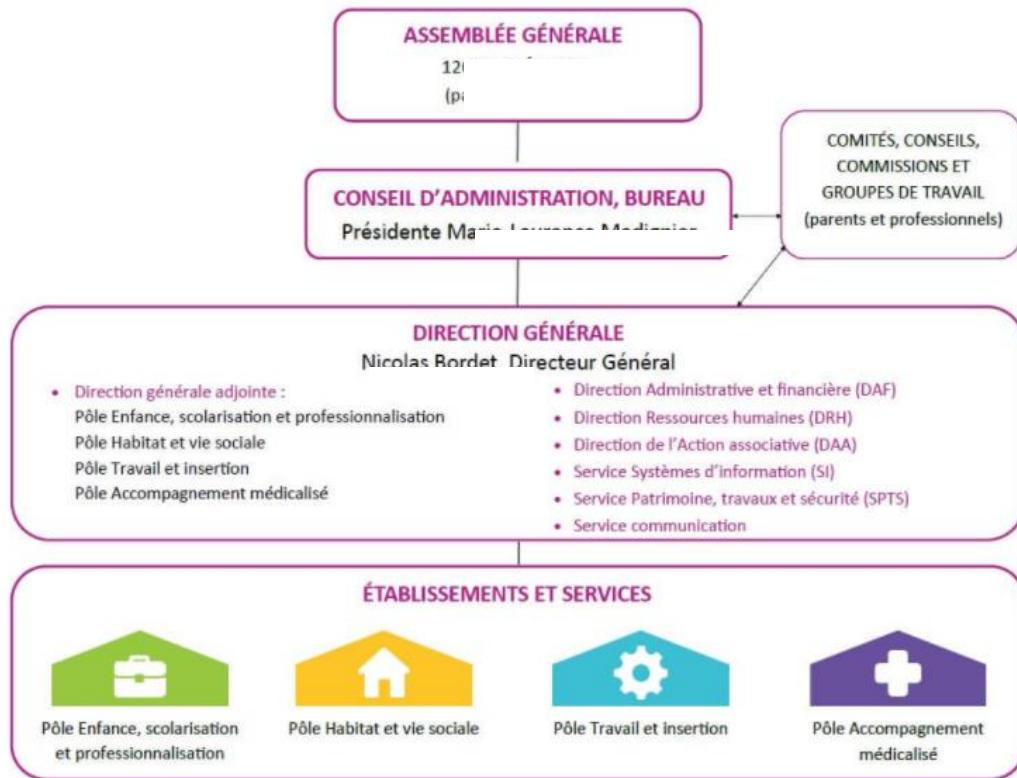 ASSEMBLÉE GÉNÉRALE
COMITÉS, CONSEILS,
COMMISSIONS ET
GROUPES DE TRAVAIL
(parents et professionnels)
CONSEIL D’ADMINISTRATION, BUREAU
Présidente
DIRECTION GÉNÉRALE
Nicolas Bordet, Directeur Général
• Direction générale adjointe :
Pôle Enfance, scolarisation et professionnalisation
Pôle Habitat et vie sociale
Pôle Travail et insertion
Pôle Accompagnement médicalisé
• Direction Administrative et financière (DAF)
• Direction Ressources humaines (DRH)
• Direction de l’Action associative (DAA)
• Service Systèmes d’information (SI)
• Service Patrimoine, travaux et sécurité (SPTS)
• Service communication
ÉTABLISSEMENTS ET SERVICES
Pôle Enfance, scolarisation
et professionnalisation
Pôle Habitat et vie sociale
Pôle Travail et insertion
Pôle Accompagnement
médicalisé